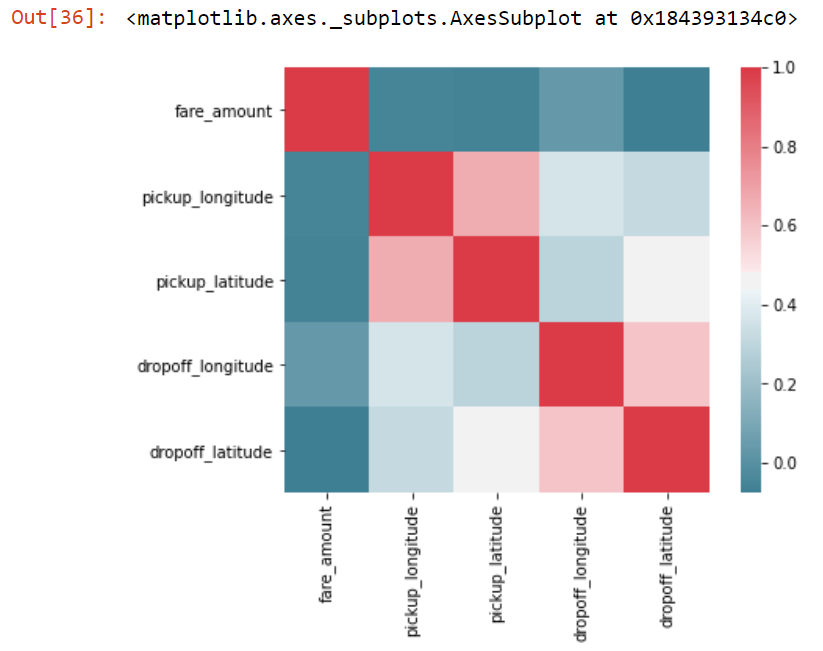 Out[36]: <matplotlib.axes._subplots.AxesSubplot at 0x184393134c0>
fare_amount
pickup_longitude
pickup_latitude
dropoff_longitude
dropoff_latitude
fare_amount
pickup_longitude
pickup_latitude
dropoff_longitude
dropoff_latitude
1.0
0.8
0.6
0.4
0.2
0.0